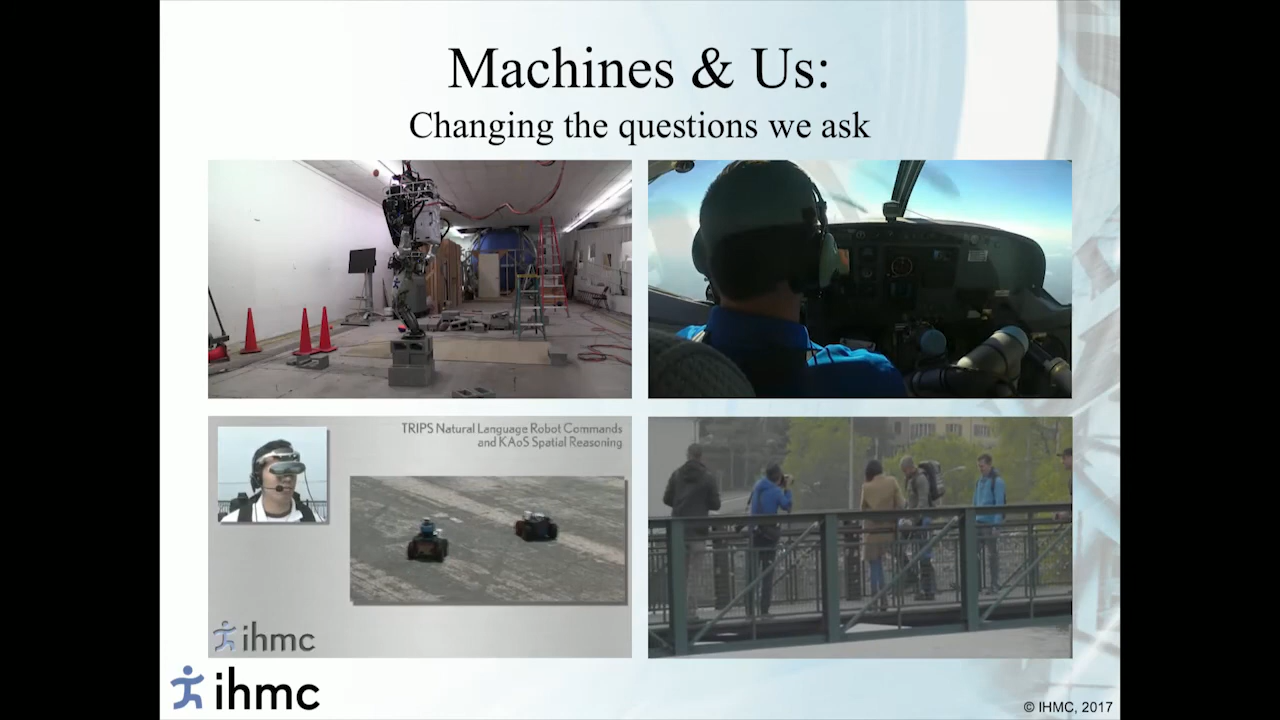 Machines & Us:
Changing the questions we ask
TRIPS Natural Language Robot Commands
and KAoS Spatial Reasoning
ihmc
ihmc
© IHMC, 2017